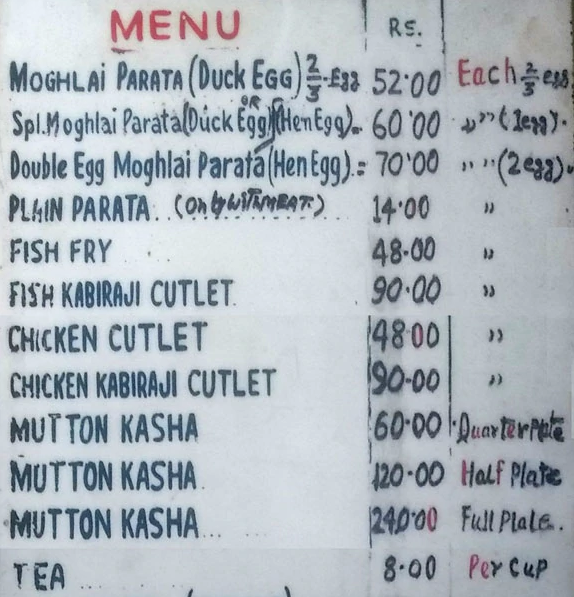 MENU RS.
MOGHLAI PARATA (DUCK EGG) 2/3-Egg 52·00 Each 2/3 egg
Spl.Moghlai Parata (Duck Egg) OR (Hen Egg).. 60·00 " " (1egg).
Double Egg Moghlai Parata (Hen Egg).= 70·00 " " (2egg).
PLAIN PARATA. (Only WITH MEAT.) 14·00 "
FISH FRY 48-00 "
FISH KABIRAJI CUTLET 90·00 "
CHICKEN CUTLET 48·00 "
CHICKEN KABIRAJI CUTLET 90-00 "
MUTTON KASHA 60·00 Quarter Plate
MUTTON KASHA 120·00 Half Plate
MUTTON KASHA... 240·00 Full Plate.
TEA 8·00 Per Cup